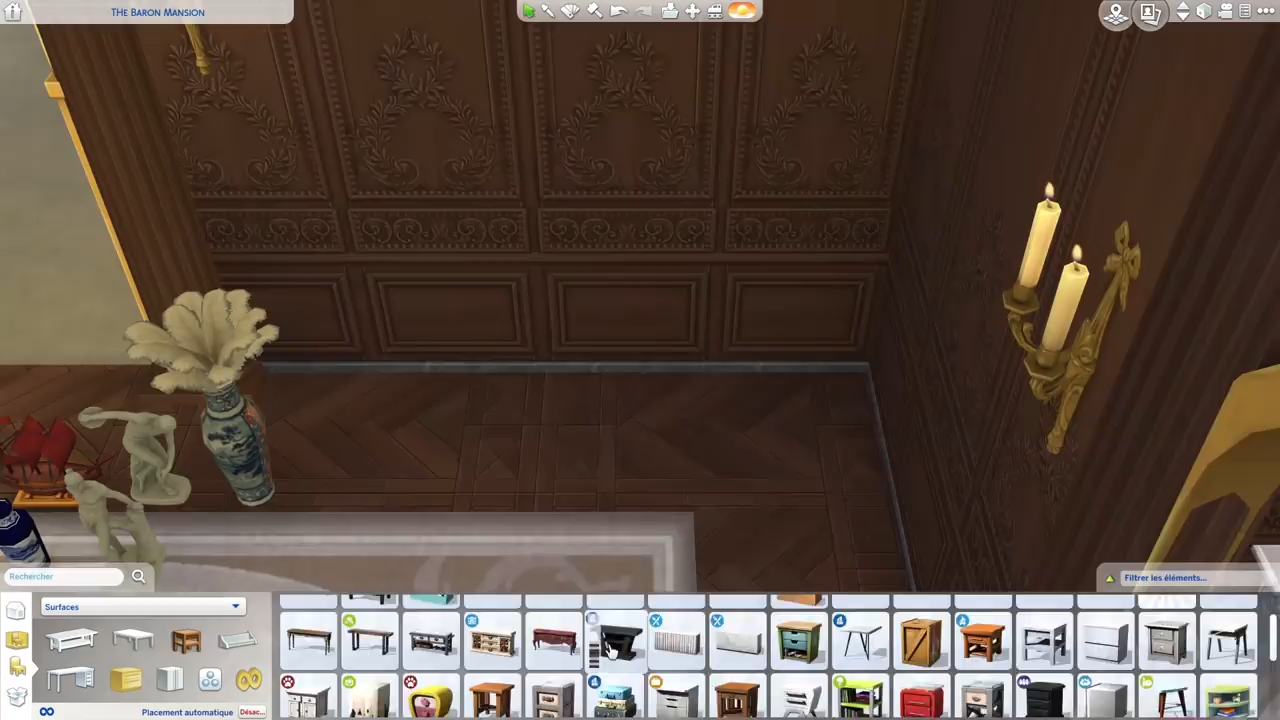 THE BARON MANSION
Rechercher
Filtrer les éléments...
Surfaces
Placement automatique
Désac...